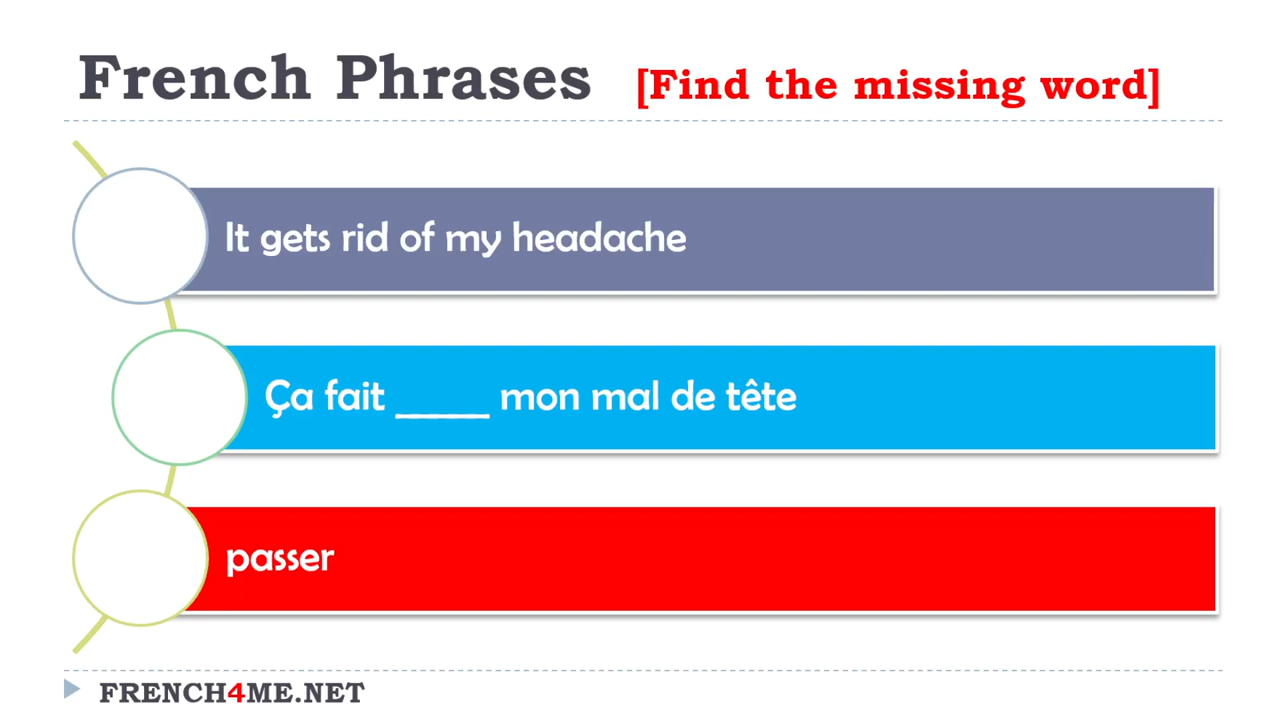 French Phrases [Find the missing word]
It gets rid of my headache
Ça fait _____ mon mal de tête
passer
FRENCH4ME.NET